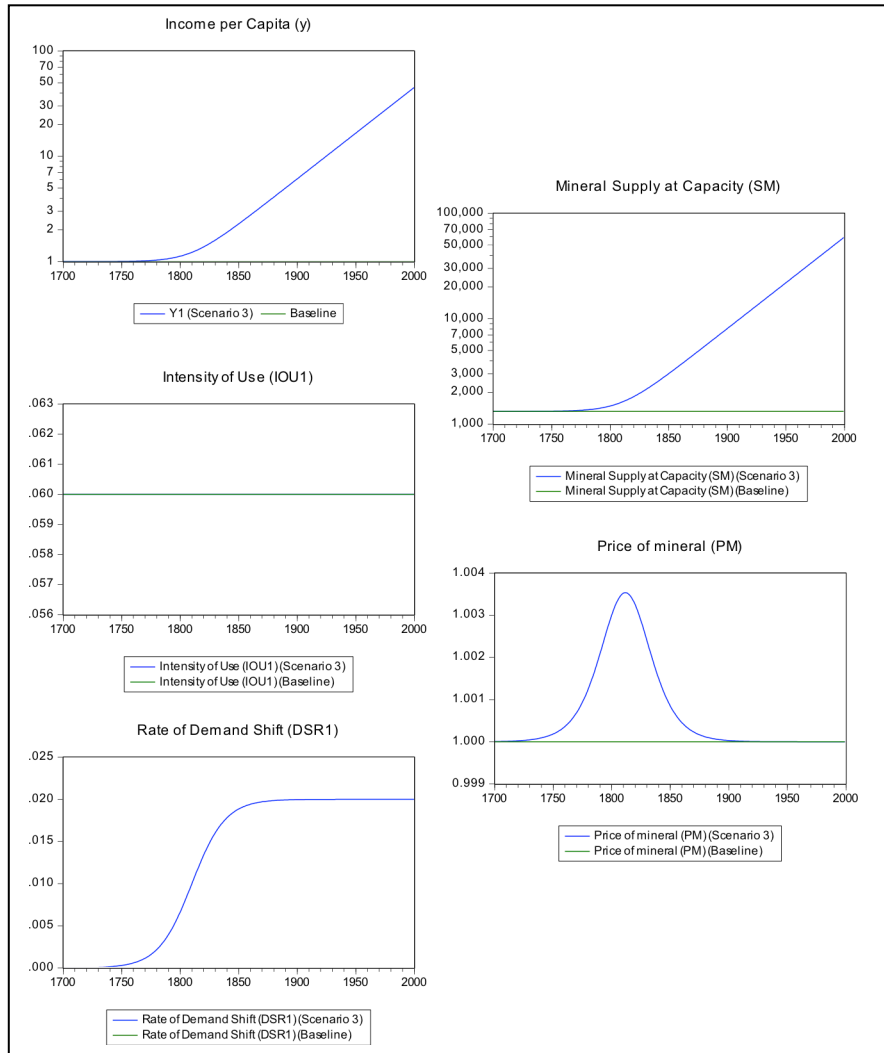 Income per Capita (y)
100
70
50
30
20
10
7
5
3
2
1
1700 1750 1800 1850 1900 1950 2000
Y1 (Scenario 3) Baseline
Intensity of Use (IOU1)
.063
.062
.061
.060
.059
.058
.057
.056
1700 1750 1800 1850 1900 1950 2000
Intensity of Use (IOU1) (Scenario 3)
Intensity of Use (IOU1) (Baseline)
Rate of Demand Shift (DSR1)
.025
.020
.015
.010
.005
.000
1700 1750 1800 1850 1900 1950 2000
Rate of Demand Shift (DSR1) (Scenario 3)
Rate of Demand Shift (DSR1) (Baseline)
Mineral Supply at Capacity (SM)
100,000
70,000
50,000
30,000
20,000
10,000
7,000
5,000
3,000
2,000
1,000
1700 1750 1800 1850 1900 1950 2000
Mineral Supply at Capacity (SM) (Scenario 3)
Mineral Supply at Capacity (SM) (Baseline)
Price of mineral (PM)
1.004
1.003
1.002
1.001
1.000
0.999
1700 1750 1800 1850 1900 1950 2000
Price of mineral (PM) (Scenario 3)
Price of mineral (PM) (Baseline)